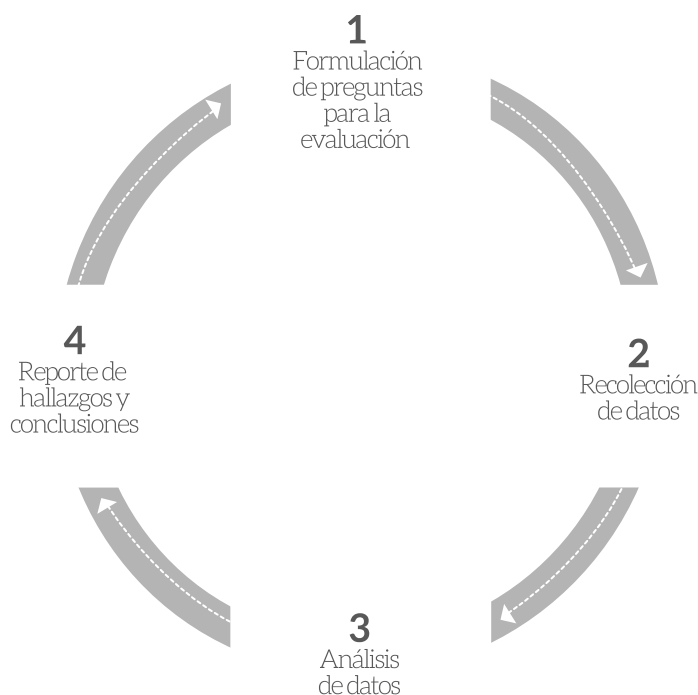 1
Formulación
de preguntas
para la
evaluación
2
Recolección
de datos
3
Análisis
de datos
4
Reporte de
hallazgos y
conclusiones